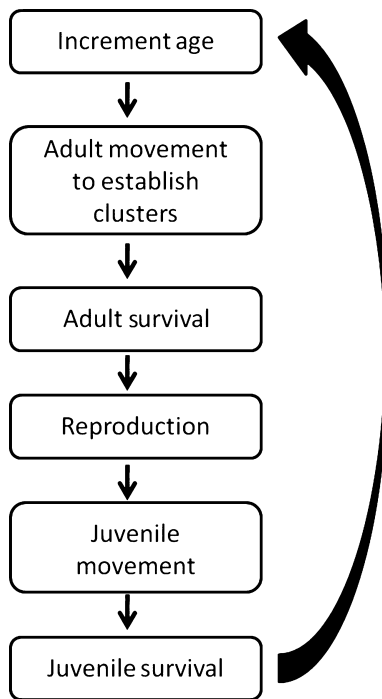 Increment age
Adult movement
to establish
clusters
Adult survival
Reproduction
Juvenile
movement
Juvenile survival